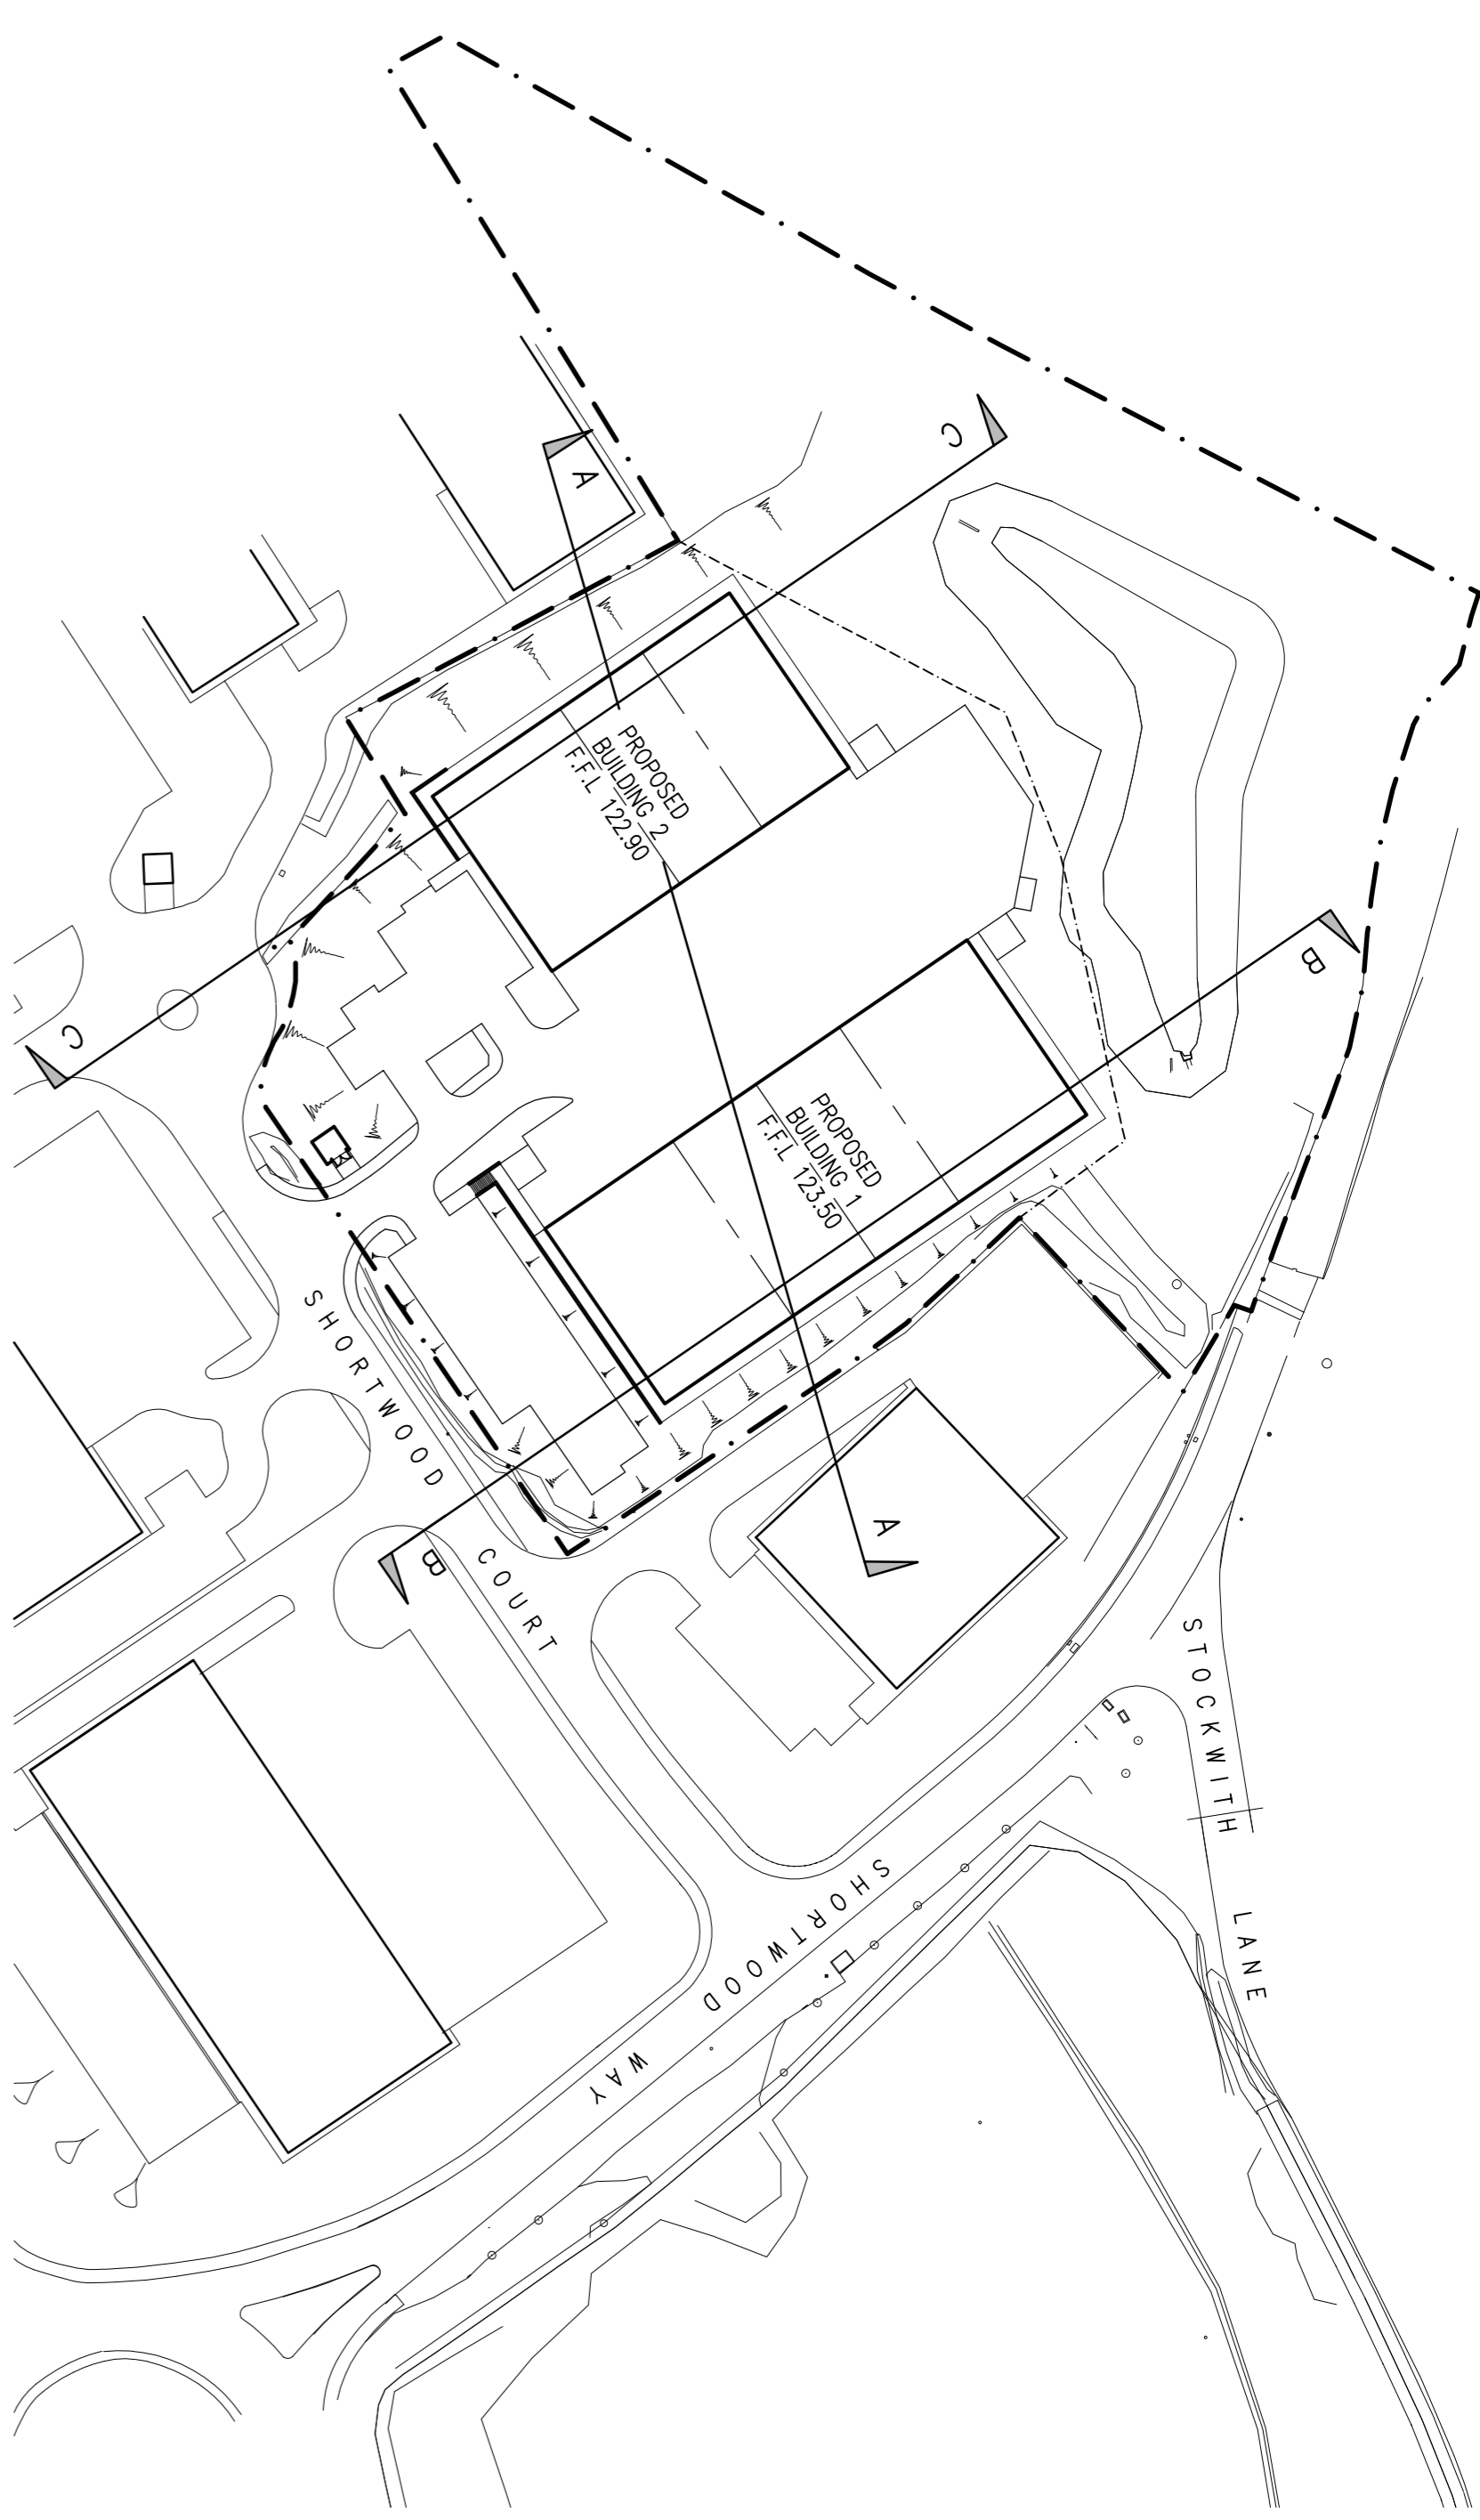 C
A
PROPOSED
BUILDING 2
F.F.L 122.90
B
C
PROPOSED
BUILDING 1
F.F.L 123.50
SHORTWOOD
COURT
A
B
STOCKWITH
LANE
SHORTWOOD
WAY